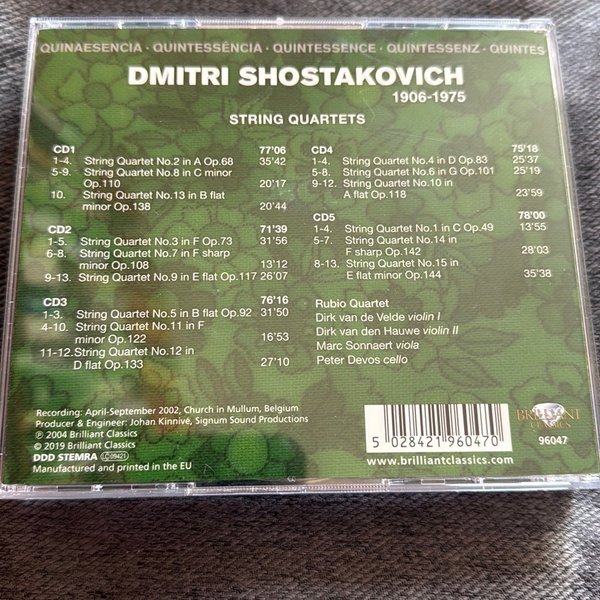 QUINAESENCIA · QUINTESSÊNCIA · QUINTESSENCE · QUINTESSENZ · QUINTES
DMITRI SHOSTAKOVICH
1906-1975
STRING QUARTETS
CD1 77'06
1-4. String Quartet No.2 in A Op.68 35'42
5-9. String Quartet No.8 in C minor
Op.110 20'17
10. String Quartet No.13 in B flat
minor Op.138 20'44
CD2 71'39
1-5. String Quartet No.3 in F Op.73 31'56
6-8. String Quartet No.7 in F sharp
minor Op.108 13'12
9-13. String Quartet No.9 in E flat Op.117 26'07
CD3 76'16
1-3. String Quartet No.5 in B flat Op.92 31'50
4-10. String Quartet No.11 in F
minor Op.122 16'53
11-12. String Quartet No.12 in
D flat Op.133 27'10
CD4 75'18
1-4. String Quartet No.4 in D Op.83 25'37
5-8. String Quartet No.6 in G Op.101 25'19
9-12. String Quartet No.10 in
A flat Op.118 23'59
CD5 78'00
1-4. String Quartet No.1 in C Op.49 13'55
5-7. String Quartet No.14 in
F sharp Op.142 28'03
8-13. String Quartet No.15 in
E flat minor Op.144 35'38
Rubio Quartet
Dirk van de Velde violin I
Dirk van den Hauwe violin II
Marc Sonnaert viola
Peter Devos cello
Recording: April-September 2002, Church in Mullum, Belgium
Producer & Engineer: Johan Kinnivé, Signum Sound Productions
℗ 2004 Brilliant Classics
© 2019 Brilliant Classics
DDD STEMRA LC09421
Manufactured and printed in the EU
5 028421 960470
www.brilliantclassics.com
BRILLIANT
CLASSICS
96047